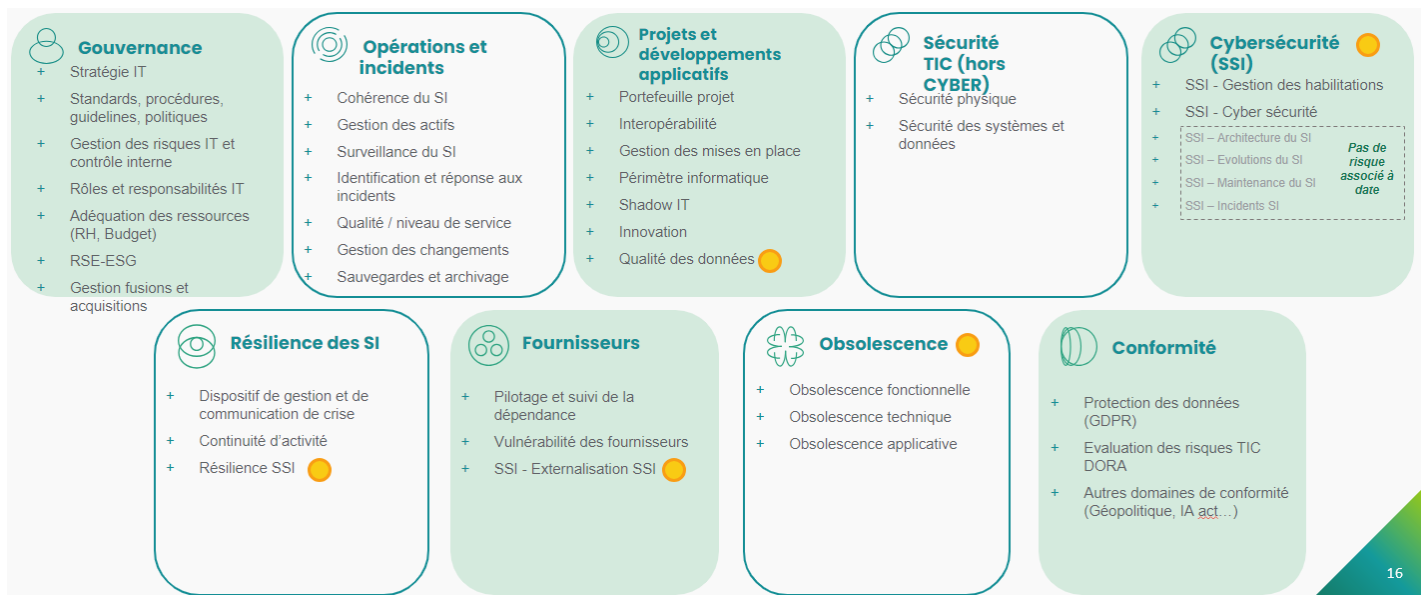 Gouvernance
+ Stratégie IT
+ Standards, procédures,
guidelines, politiques
+ Gestion des risques IT et
contrôle interne
+ Rôles et responsabilités IT
+ Adéquation des ressources
(RH, Budget)
+ RSE-ESG
+ Gestion fusions et
acquisitions
Opérations et
incidents
+ Cohérence du SI
+ Gestion des actifs
+ Surveillance du SI
+ Identification et réponse aux
incidents
+ Qualité / niveau de service
+ Gestion des changements
+ Sauvegardes et archivage
Projets et
développements
applicatifs
+ Portefeuille projet
+ Interopérabilité
+ Gestion des mises en place
+ Périmètre informatique
+ Shadow IT
+ Innovation
+ Qualité des données
Sécurité
TIC (hors
CYBER)
+ Sécurité physique
+ Sécurité des systèmes et
données
Cybersécurité
(SSI)
+ SSI - Gestion des habilitations
+ SSI - Cyber sécurité
+ SSI – Architecture du SI
+ SSI – Evolutions du SI
+ SSI – Maintenance du SI
+ SSI – Incidents SI
Pas de
risque
associé à
date
Résilience des SI
+ Dispositif de gestion et de
communication de crise
+ Continuité d'activité
+ Résilience SSI
Fournisseurs
+ Pilotage et suivi de la
dépendance
+ Vulnérabilité des fournisseurs
+ SSI - Externalisation SSI
Obsolescence
+ Obsolescence fonctionnelle
+ Obsolescence technique
+ Obsolescence applicative
Conformité
+ Protection des données
(GDPR)
+ Evaluation des risques TIC
DORA
+ Autres domaines de conformité
(Géopolitique, IA act…)
16